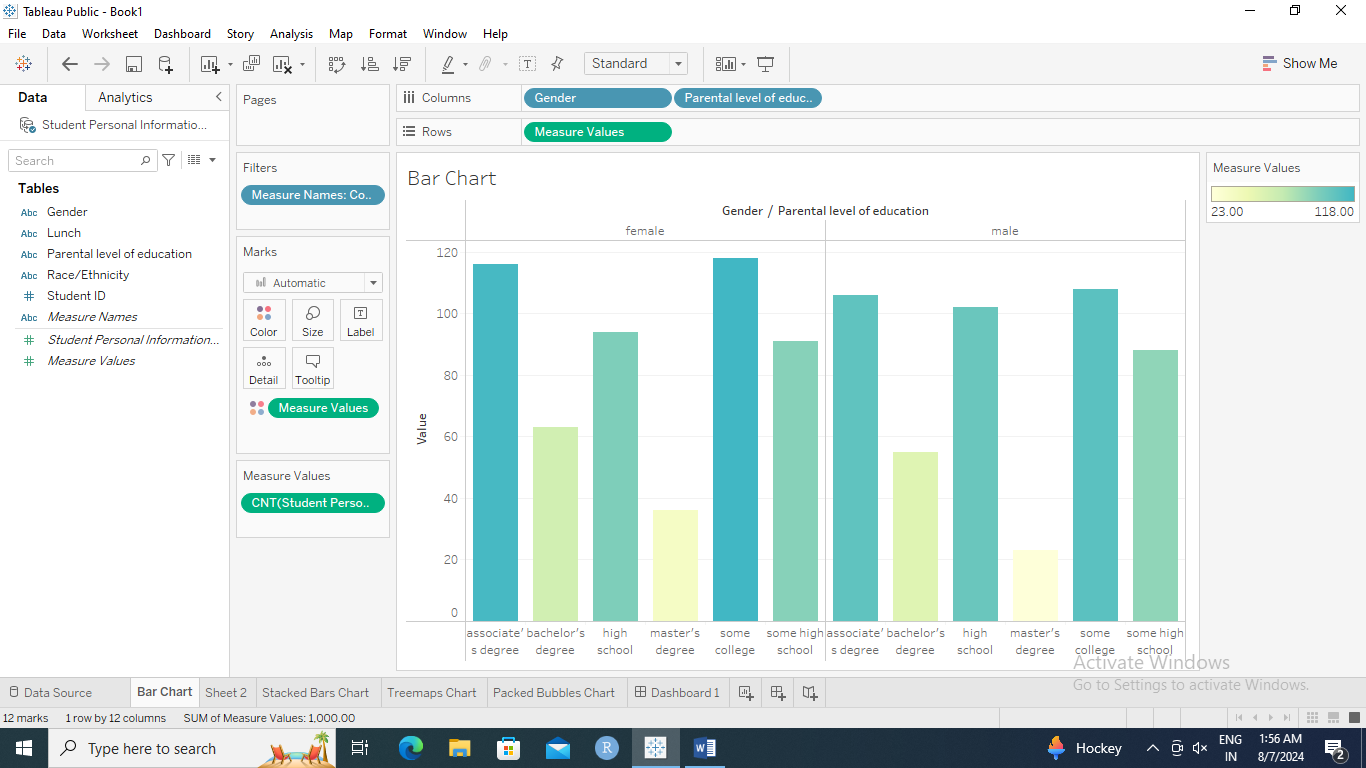 Tableau Public - Book1
File Data Worksheet Dashboard Story Analysis Map Format Window Help
Standard
Show Me
Data Analytics
Student Personal Informatio...
Search
Tables
Abc Gender
Abc Lunch
Abc Parental level of education
Abc Race/Ethnicity
# Student ID
Abc Measure Names
# Student Personal Information...
# Measure Values
Pages
Filters
Measure Names: Co..
Marks
Automatic
Color Size Label
Detail Tooltip
Measure Values
Measure Values
CNT(Student Perso..
Columns Gender Parental level of educ..
Rows Measure Values
Bar Chart
Gender / Parental level of education
female male
Value
120
100
80
60
40
20
0
associate' bachelor's high master's some some high associate' bachelor's high master's some some high
s degree degree school degree college school s degree degree school degree college school
Measure Values
23.00 118.00
Activate Windows
Go to Settings to activate Windows.
Data Source Bar Chart Sheet 2 Stacked Bars Chart Treemaps Chart Packed Bubbles Chart Dashboard 1
12 marks 1 row by 12 columns SUM of Measure Values: 1,000.00
Type here to search
R
W
Hockey
ENG
IN
1:56 AM
8/7/2024
2